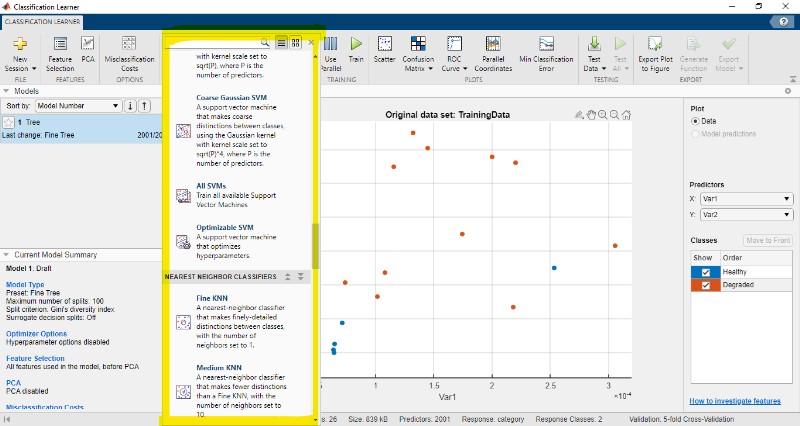 Classification Learner
CLASSIFICATION LEARNER
New
Session
Feature
Selection
PCA
Misclassification
Costs
Use
Parallel
Train
Scatter
Confusion
Matrix
ROC
Curve
Parallel
Coordinates
Min Classification
Error
Test
Data
Test
All
Export Plot
to Figure
Generate
Function
Export
Model
FILE
FEATURES
OPTIONS
TRAINING
PLOTS
TESTING
EXPORT
Models
Sort by: Model Number
1 Tree
Last change: Fine Tree 2001/20
Current Model Summary
Model 1: Draft
Model Type
Preset: Fine Tree
Maximum number of splits: 100
Split criterion: Gini's diversity index
Surrogate decision splits: Off
Optimizer Options
Hyperparameter options disabled
Feature Selection
All features used in the model, before PCA
PCA
PCA disabled
Misclassification Costs
with kernel scale set to
sqrt(P), where P is the
number of predictors.
Coarse Gaussian SVM
A support vector machine
that makes coarse
distinctions between classes,
using the Gaussian kernel
with kernel scale set to
sqrt(P)*4, where P is the
number of predictors.
All SVMs
Train all available Support
Vector Machines
Optimizable SVM
A support vector machine
that optimizes
hyperparameters.
NEAREST NEIGHBOR CLASSIFIERS
Fine KNN
A nearest-neighbor classifier
that makes finely-detailed
distinctions between classes,
with the number of
neighbors set to 1.
Medium KNN
A nearest-neighbor classifier
that makes fewer distinctions
than a Fine KNN, with the
number of neighbors set to
10.
Original data set: TrainingData
1 1.5 2 2.5 3
×10⁻⁴
Var1
Plot
Data
Model predictions
Predictors
X: Var1
Y: Var2
Classes
Move to Front
Show Order
Healthy
Degraded
How to investigate features
s: 26 Size: 839 kB Predictors: 2001 Response: category Response Classes: 2 Validation: 5-fold Cross-Validation